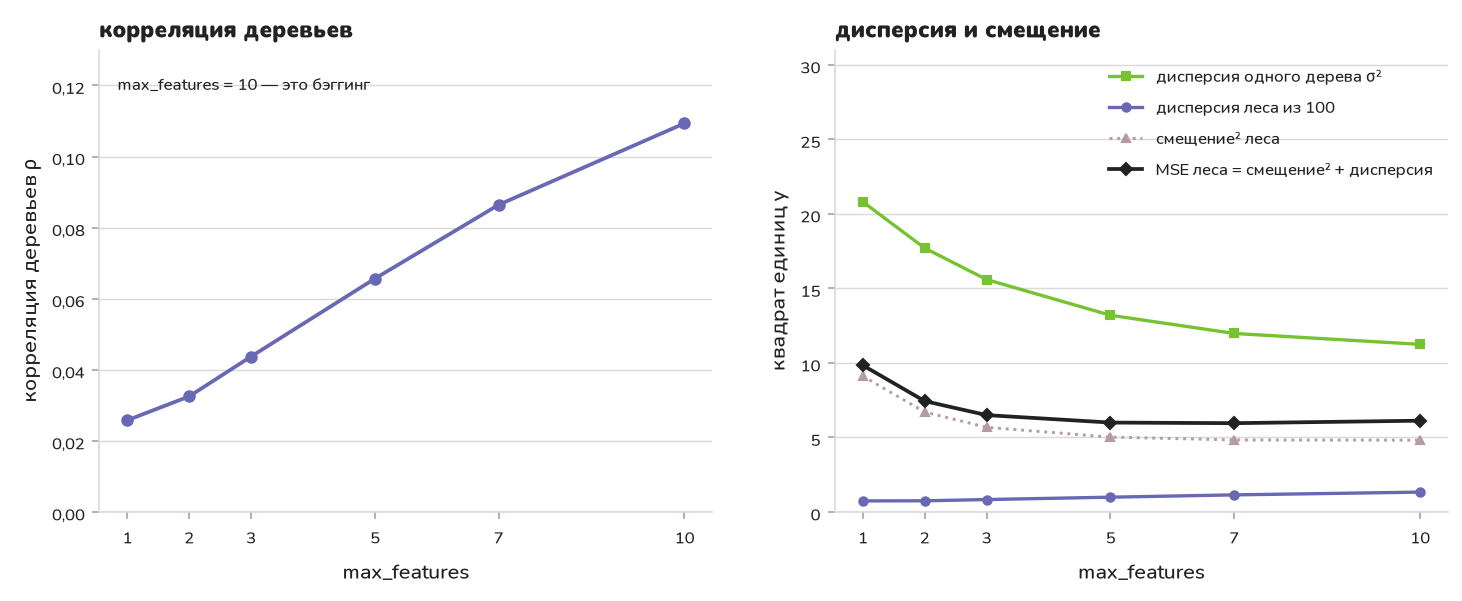 корреляция деревьев
max_features = 10 — это бэггинг
корреляция деревьев ρ
0,12
0,10
0,08
0,06
0,04
0,02
0,00
1 2 3 5 7 10
max_features
дисперсия и смещение
дисперсия одного дерева σ²
дисперсия леса из 100
смещение² леса
MSE леса = смещение² + дисперсия
квадрат единиц y
30
25
20
15
10
5
0
1 2 3 5 7 10
max_features